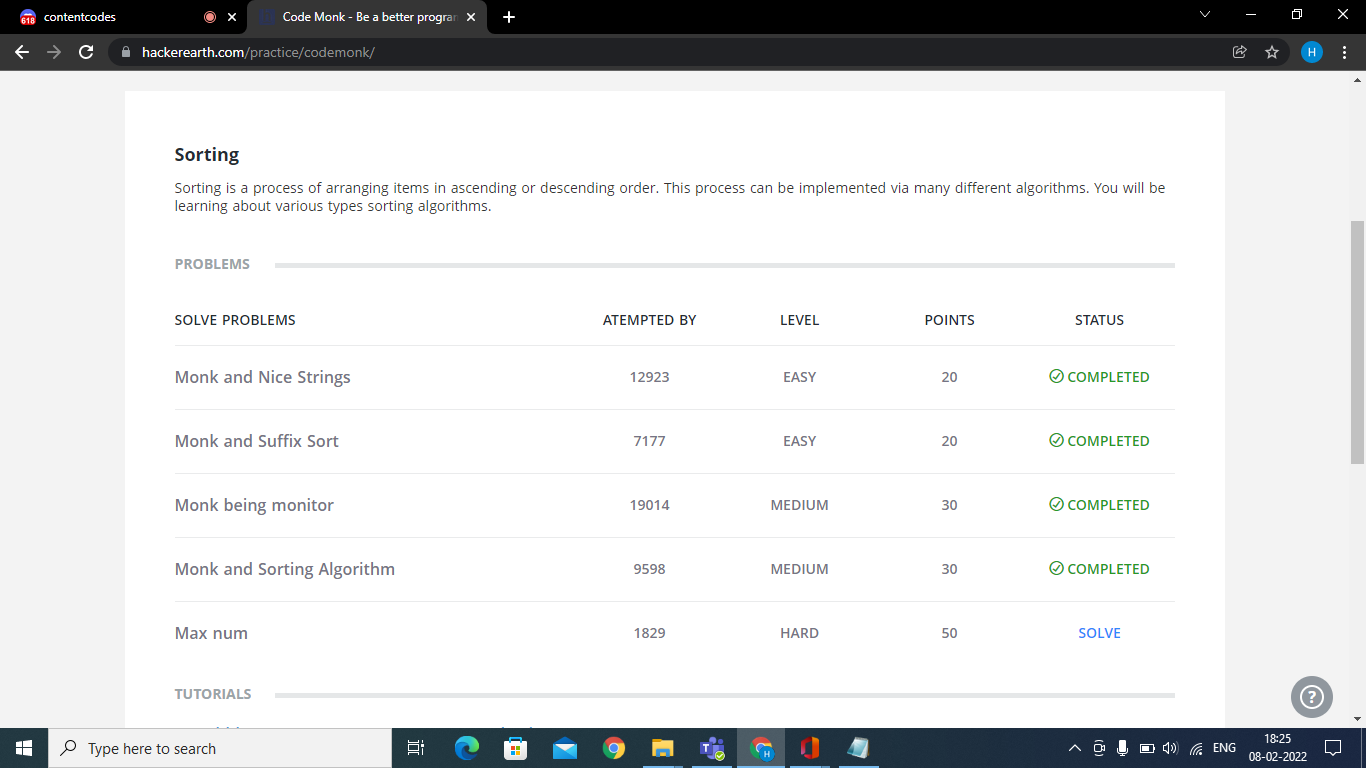 618 contentcodes
Code Monk - Be a better progra
hackerearth.com/practice/codemonk/
H
Sorting
Sorting is a process of arranging items in ascending or descending order. This process can be implemented via many different algorithms. You will be
learning about various types sorting algorithms.
PROBLEMS
SOLVE PROBLEMS ATEMPTED BY LEVEL POINTS STATUS
Monk and Nice Strings 12923 EASY 20 COMPLETED
Monk and Suffix Sort 7177 EASY 20 COMPLETED
Monk being monitor 19014 MEDIUM 30 COMPLETED
Monk and Sorting Algorithm 9598 MEDIUM 30 COMPLETED
Max num 1829 HARD 50 SOLVE
TUTORIALS
?
Type here to search
T
H
ENG
18:25
08-02-2022